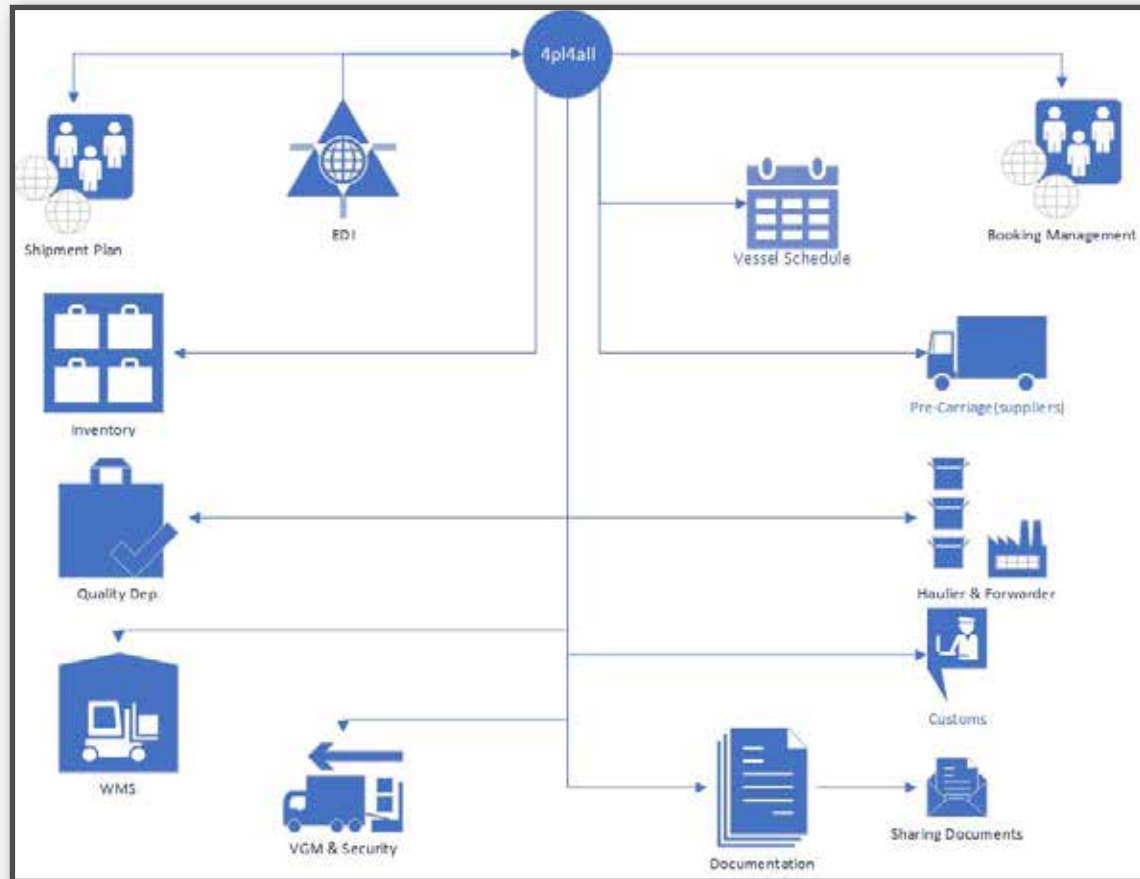 4pl4all
Shipment Plan
EDI
Vessel Schedule
Booking Management
Inventory
Pre-Carriage(suppliers)
Quality Dep.
Haulier & Forwarder
WMS
Customs
VGM & Security
Documentation
Sharing Documents